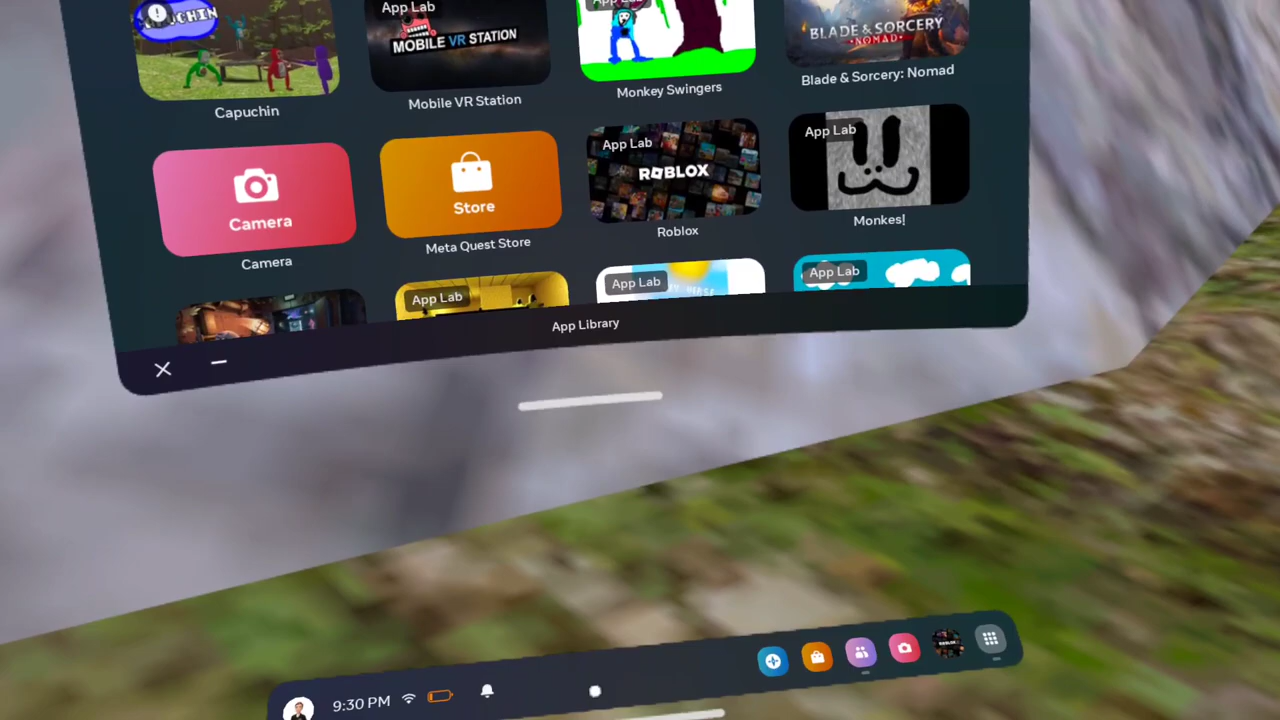 App Lab
App Lab
CHIN
MOBILE VR STATION
BLADE & SORCERY
NOMAD
Capuchin
Mobile VR Station
Monkey Swingers
Blade & Sorcery: Nomad
Camera
Store
App Lab
ROBLOX
App Lab
Camera
Meta Quest Store
Roblox
Monkes!
App Lab
App Lab
App Lab
App Library
9:30 PM